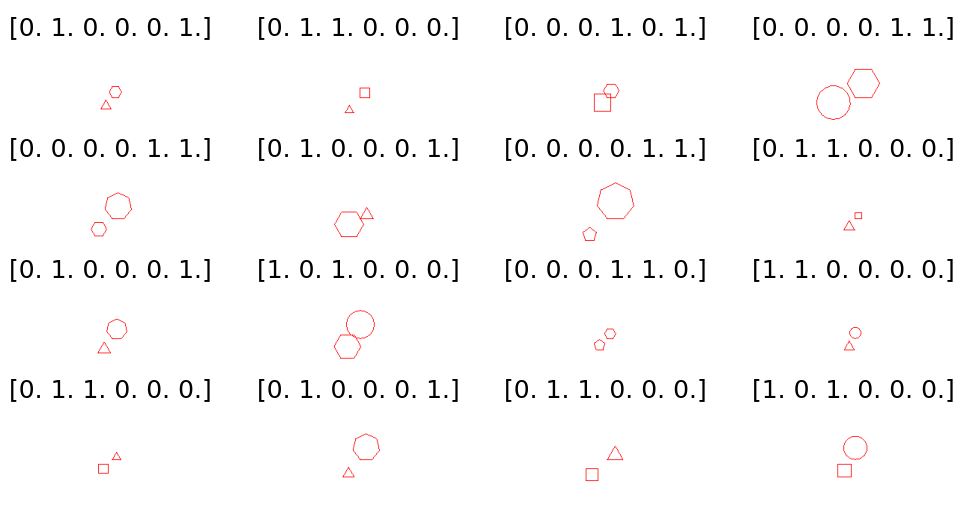 [0. 1. 0. 0. 0. 1.] [0. 1. 1. 0. 0. 0.] [0. 0. 0. 1. 0. 1.] [0. 0. 0. 0. 1. 1.]
[0. 0. 0. 0. 1. 1.] [0. 1. 0. 0. 0. 1.] [0. 0. 0. 0. 1. 1.] [0. 1. 1. 0. 0. 0.]
[0. 1. 0. 0. 0. 1.] [1. 0. 1. 0. 0. 0.] [0. 0. 0. 1. 1. 0.] [1. 1. 0. 0. 0. 0.]
[0. 1. 1. 0. 0. 0.] [0. 1. 0. 0. 0. 1.] [0. 1. 1. 0. 0. 0.] [1. 0. 1. 0. 0. 0.]